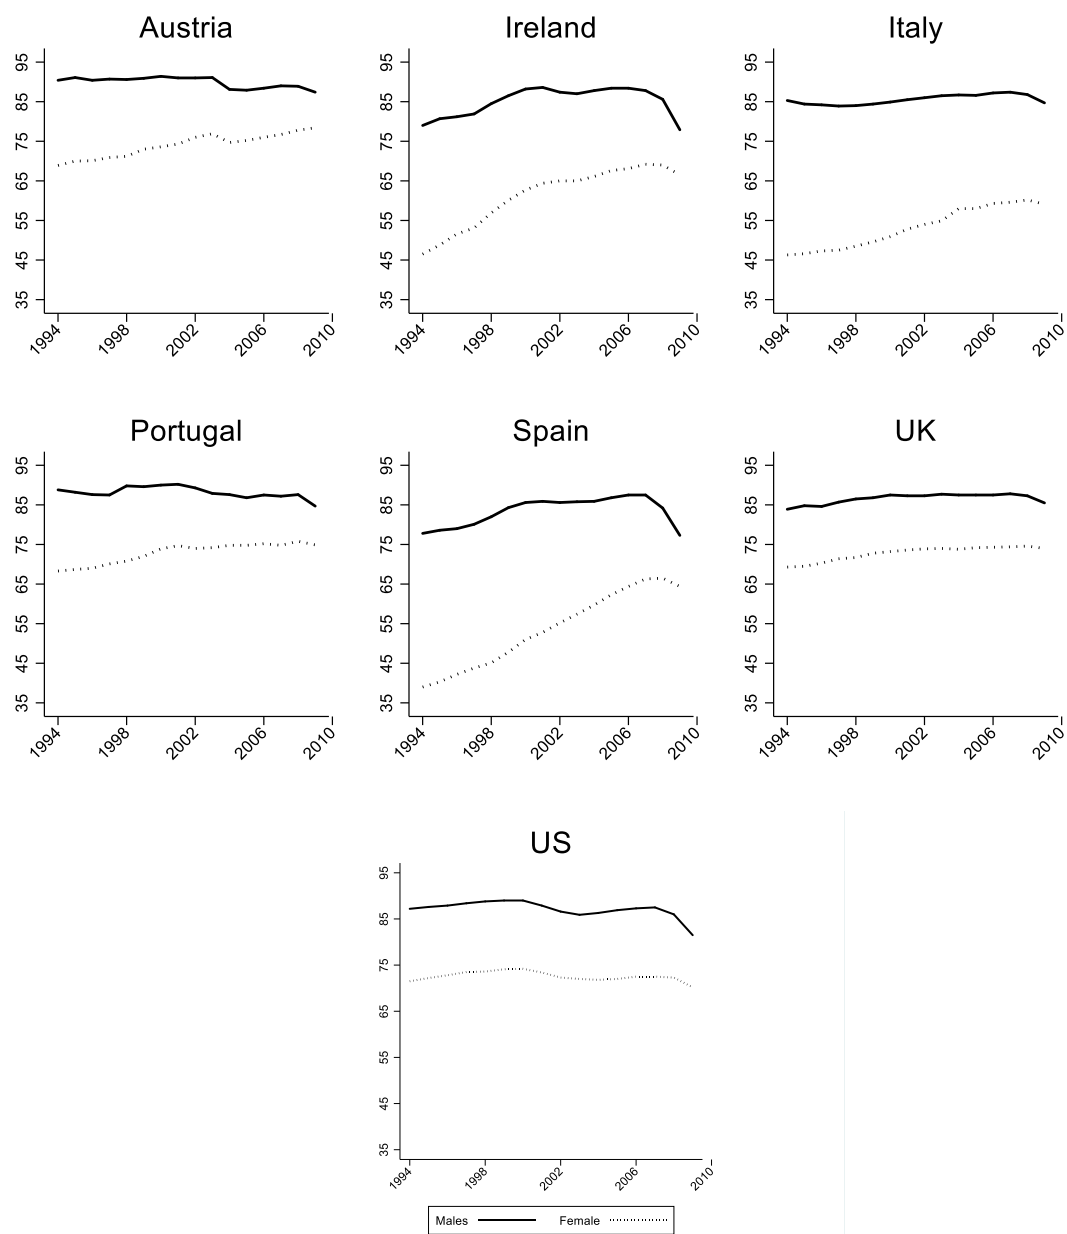 Austria Ireland Italy
95 95 95
85 85 85
75 75 75
65 65 65
55 55 55
45 45 45
35 35 35
1994 1998 2002 2006 2010 1994 1998 2002 2006 2010 1994 1998 2002 2006 2010
Portugal Spain UK
95 95 95
85 85 85
75 75 75
65 65 65
55 55 55
45 45 45
35 35 35
1994 1998 2002 2006 2010 1994 1998 2002 2006 2010 1994 1998 2002 2006 2010
US
95
85
75
65
55
45
35
1994 1998 2002 2006 2010
Males Female